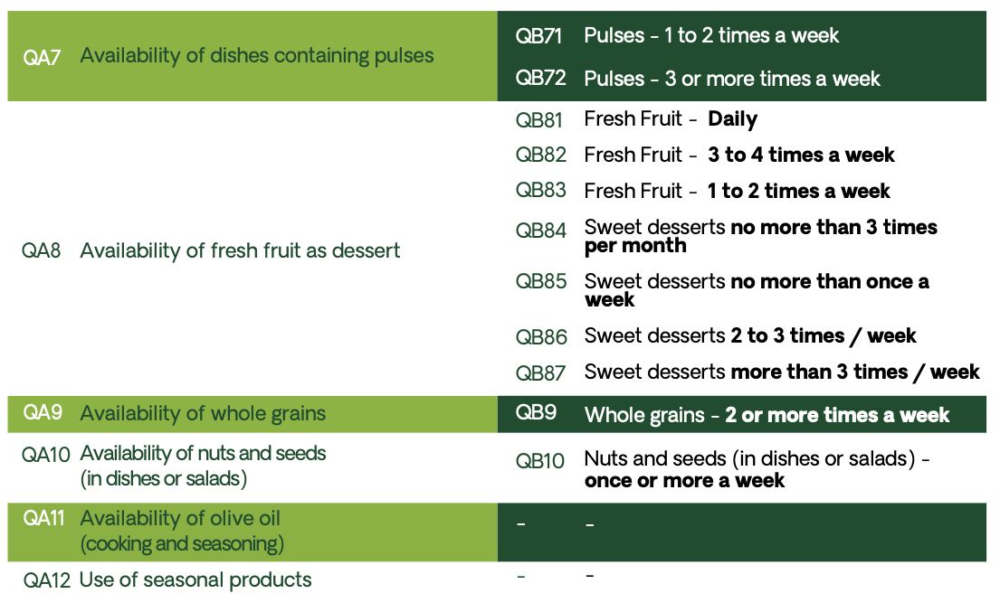 QA7 Availability of dishes containing pulses
QB71 Pulses - 1 to 2 times a week
QB72 Pulses - 3 or more times a week
QA8 Availability of fresh fruit as dessert
QB81 Fresh Fruit - Daily
QB82 Fresh Fruit - 3 to 4 times a week
QB83 Fresh Fruit - 1 to 2 times a week
QB84 Sweet desserts no more than 3 times
per month
QB85 Sweet desserts no more than once a
week
QB86 Sweet desserts 2 to 3 times / week
QB87 Sweet desserts more than 3 times / week
QA9 Availability of whole grains
QB9 Whole grains - 2 or more times a week
QA10 Availability of nuts and seeds
(in dishes or salads)
QB10 Nuts and seeds (in dishes or salads) -
once or more a week
QA11 Availability of olive oil
(cooking and seasoning)
- -
QA12 Use of seasonal products
- -